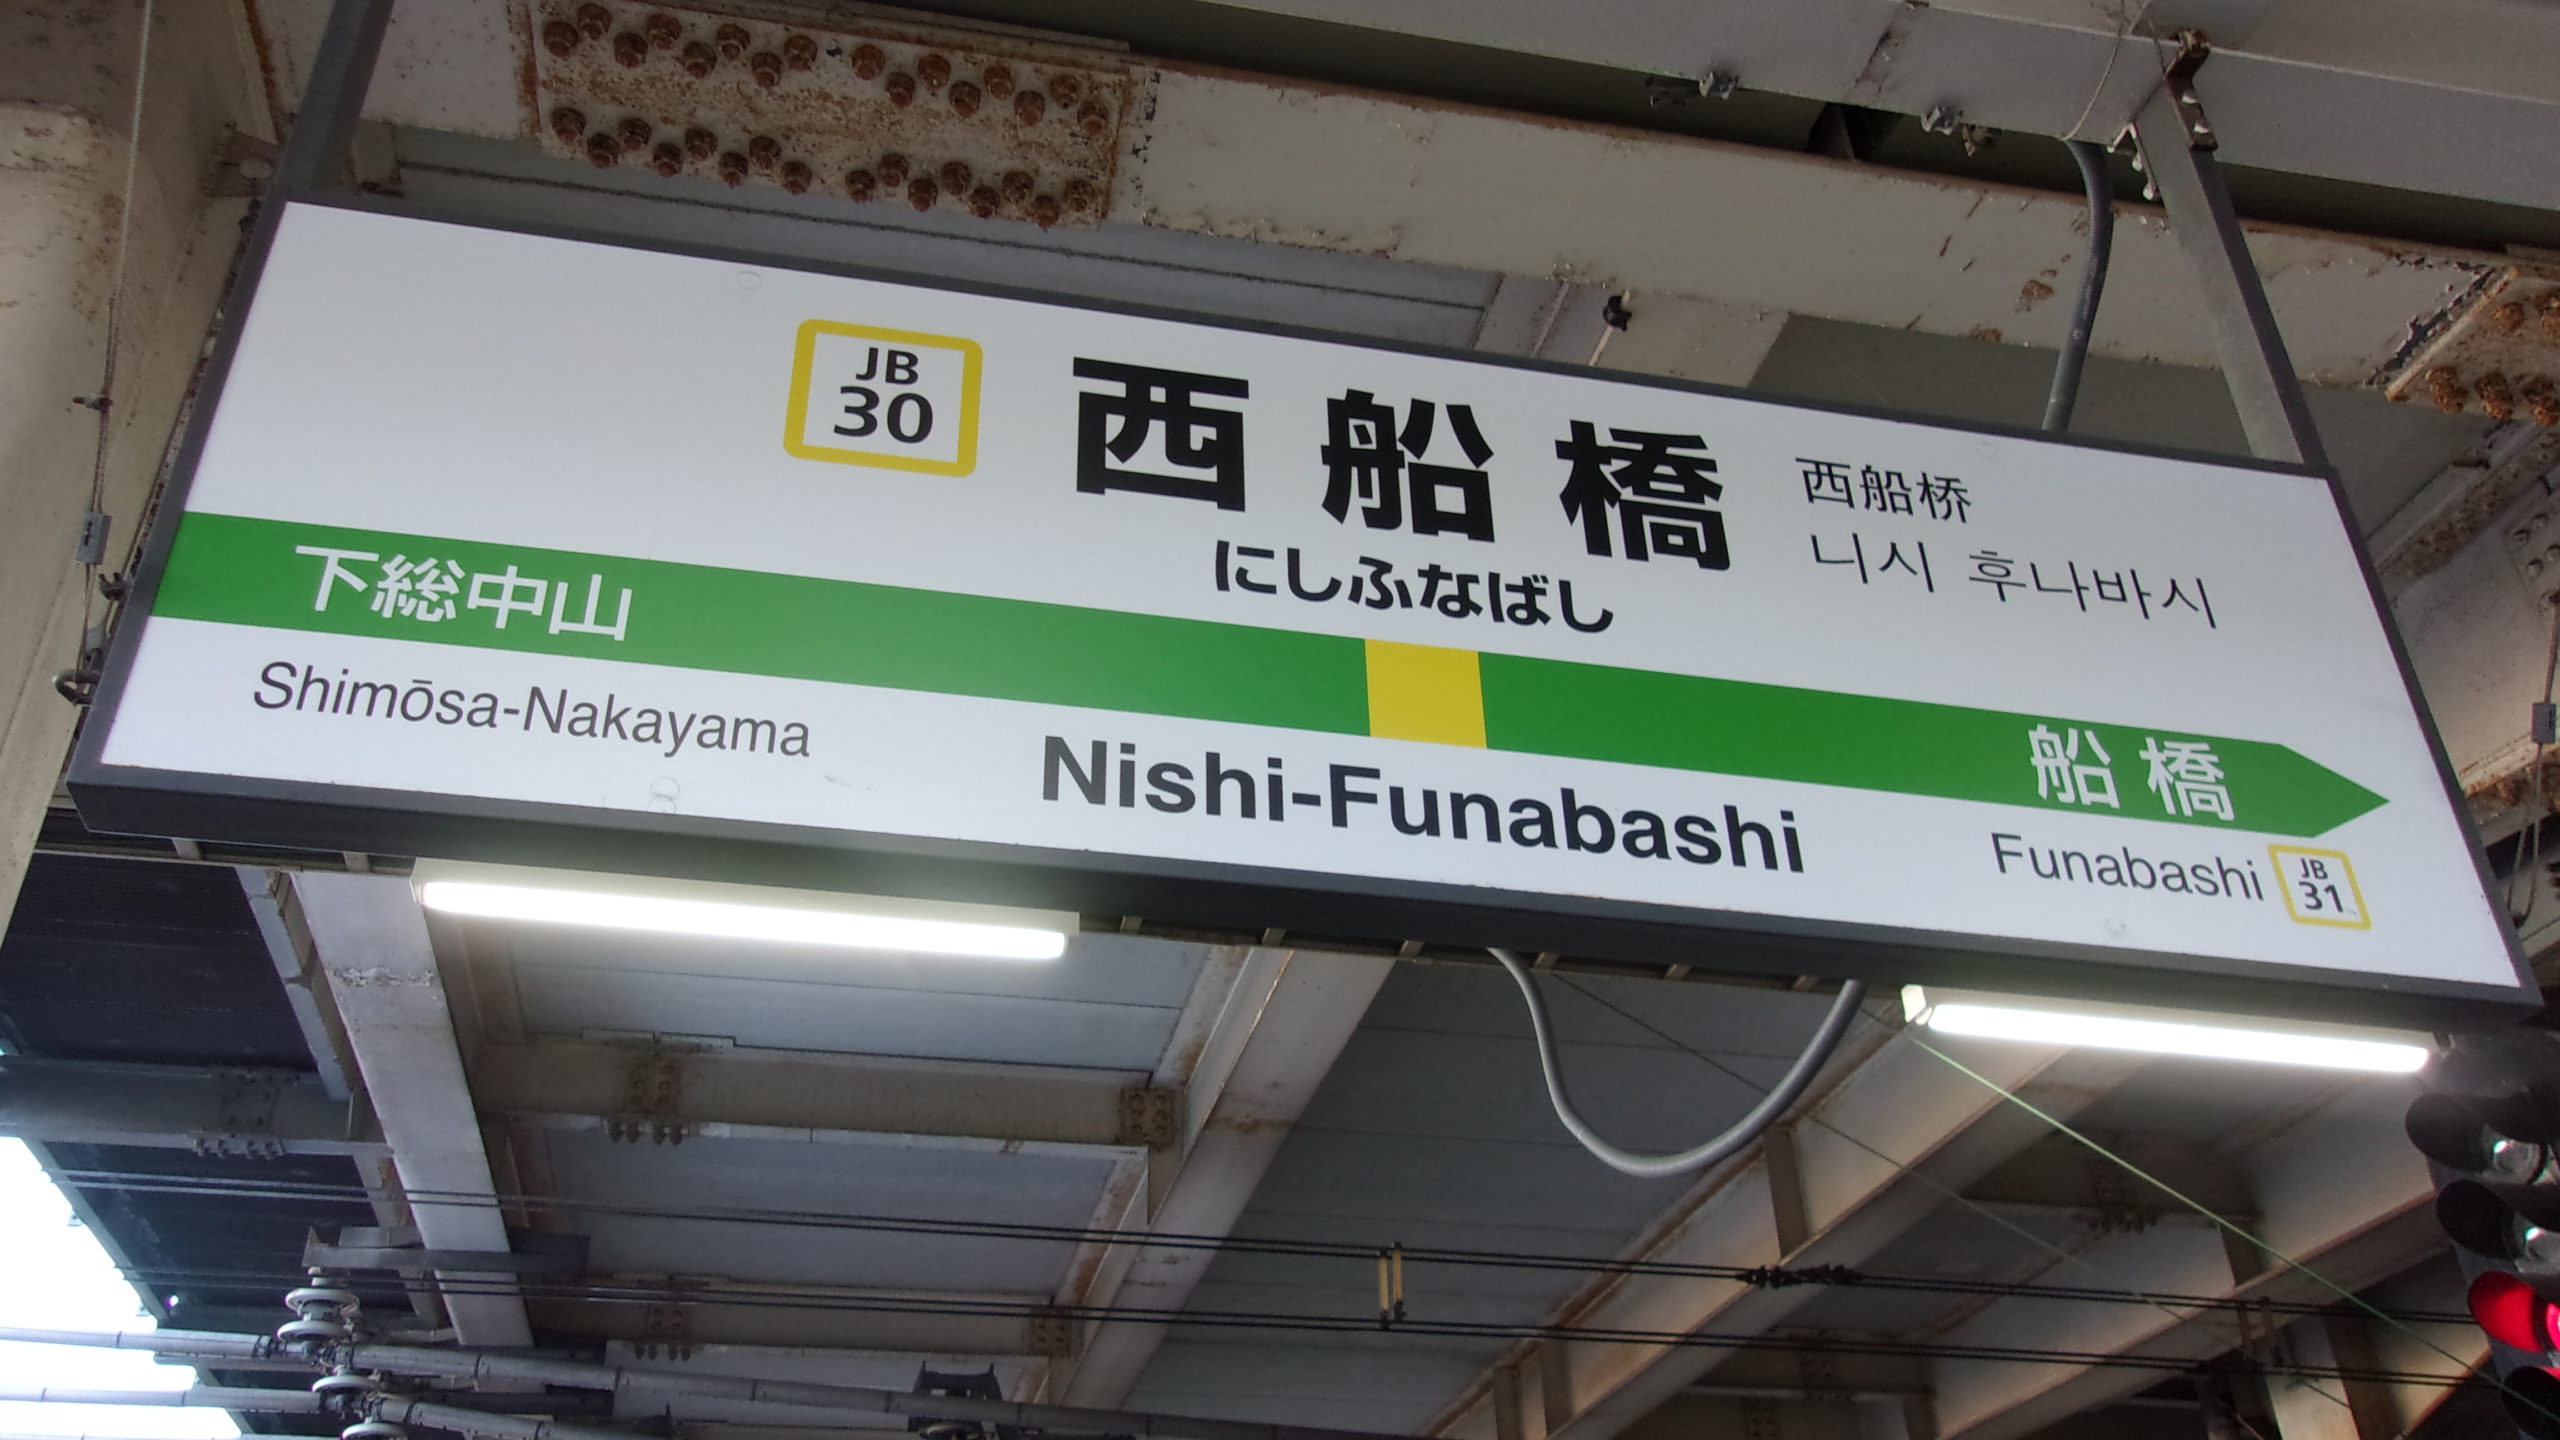 JB
30
西船橋
西船桥
니시 후나바시
にしふなばし
下総中山
船橋
Shimōsa-Nakayama
Nishi-Funabashi
Funabashi
JB
31